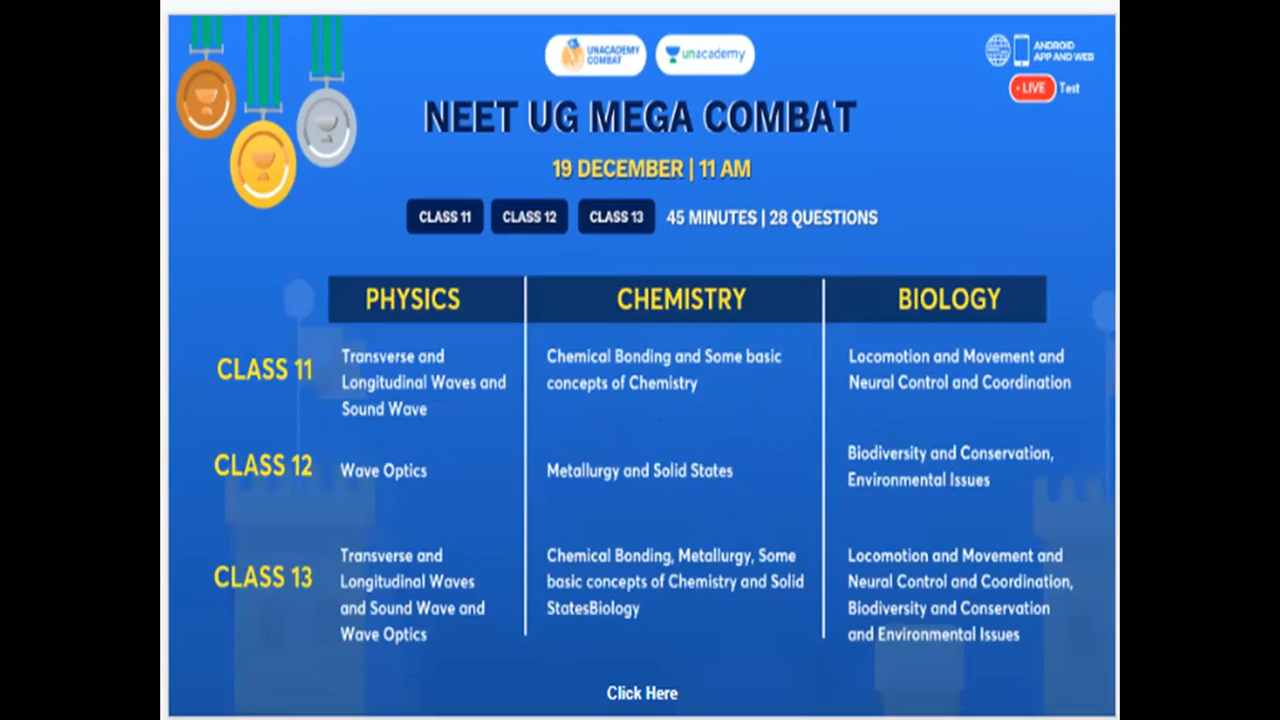 UNACADEMY
COMBAT
unacademy
ANDROID
APP AND WEB
LIVE Test
NEET UG MEGA COMBAT
19 DECEMBER | 11 AM
CLASS 11 CLASS 12 CLASS 13 45 MINUTES | 28 QUESTIONS
PHYSICS CHEMISTRY BIOLOGY
CLASS 11
Transverse and
Longitudinal Waves and
Sound Wave
Chemical Bonding and Some basic
concepts of Chemistry
Locomotion and Movement and
Neural Control and Coordination
CLASS 12
Wave Optics
Metallurgy and Solid States
Biodiversity and Conservation,
Environmental Issues
CLASS 13
Transverse and
Longitudinal Waves
and Sound Wave and
Wave Optics
Chemical Bonding, Metallurgy, Some
basic concepts of Chemistry and Solid
StatesBiology
Locomotion and Movement and
Neural Control and Coordination,
Biodiversity and Conservation
and Environmental Issues
Click Here